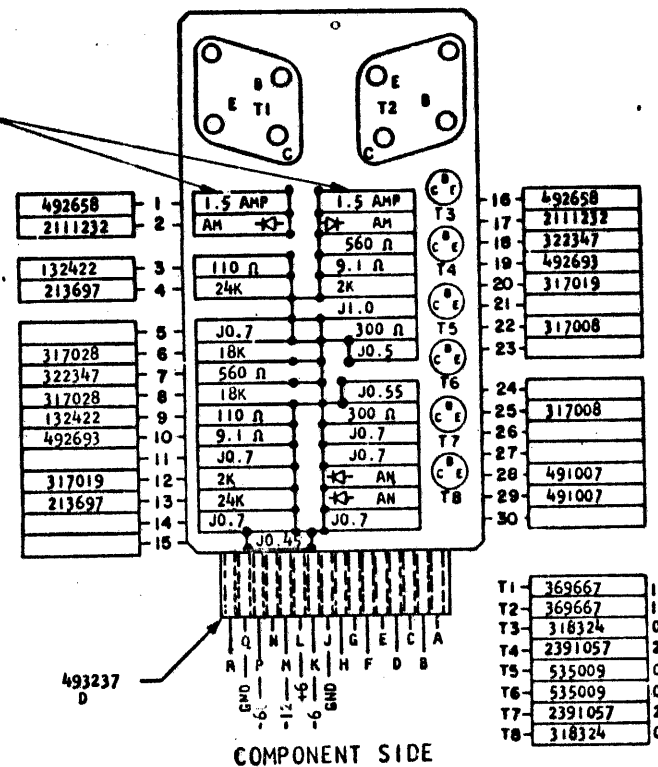 B E T1 C
E T2 B C
492658 1 1.5 AMP 1.5 AMP C B E T3 16 492658
2111232 2 AM AM 17 2111232
560 Ω C B E T4 18 322347
132422 3 110 Ω 9.1 Ω 19 492693
213697 4 24K 2K 20 317019
J1.0 C B E T5 21
5 J0.7 300 Ω 22 317008
317028 6 18K J0.5 23
322347 7 560 Ω C B E T6
317028 8 18K J0.55 24
132422 9 110 Ω 300 Ω C B E T7 25 317008
492693 10 9.1 Ω J0.7 26
11 J0.7 J0.7 27
317019 12 2K AN C B E T8 28 491007
213697 13 24K AN 29 491007
14 J0.7 J0.7 30
15 J0.45
R Q P N M L K J H G F E D C B A
GND -12 +6 -6 GND
493237
D
COMPONENT SIDE
T1 369667 1
T2 369667 1
T3 318324
T4 2391057 2
T5 535009
T6 535009
T7 2391057 2
T8 318324